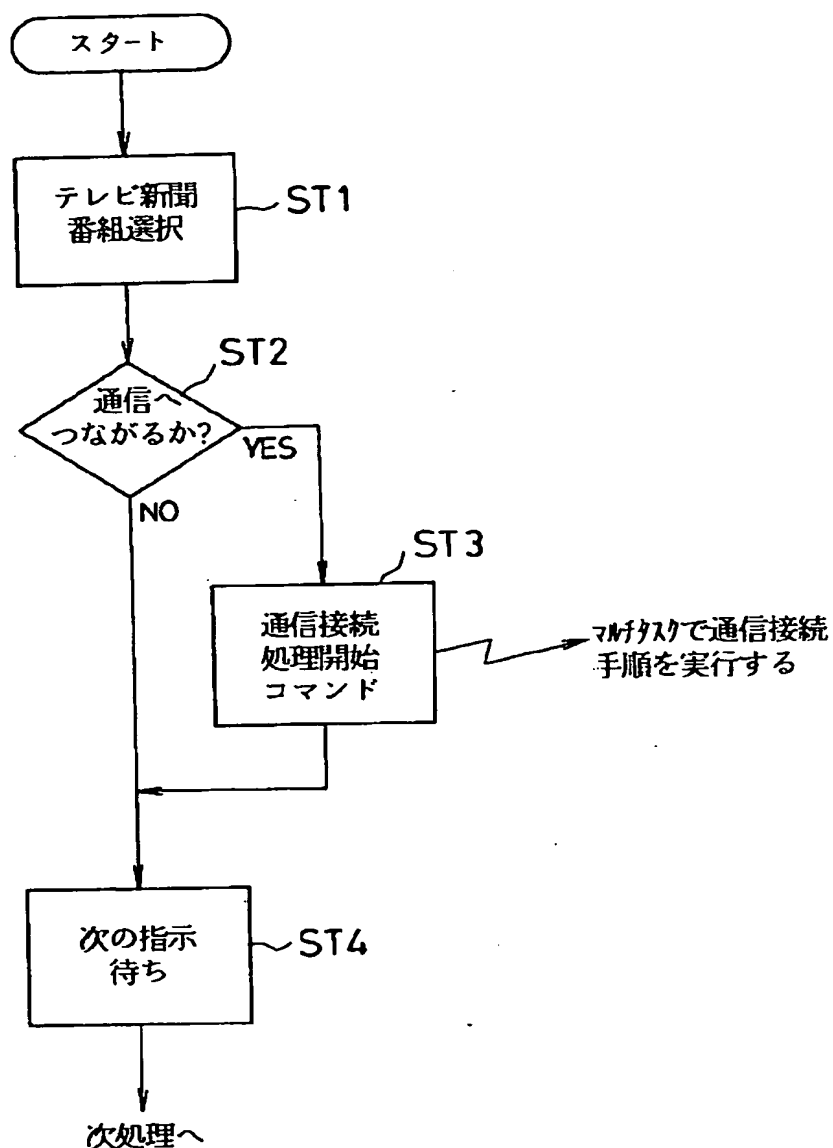 スタート
テレビ新聞
番組選択
ST1
ST2
通信へ
つながるか?
YES
NO
ST3
通信接続
処理開始
コマンド
マルチタスクで通信接続
手順を実行する
次の指示
待ち
ST4
次処理へ